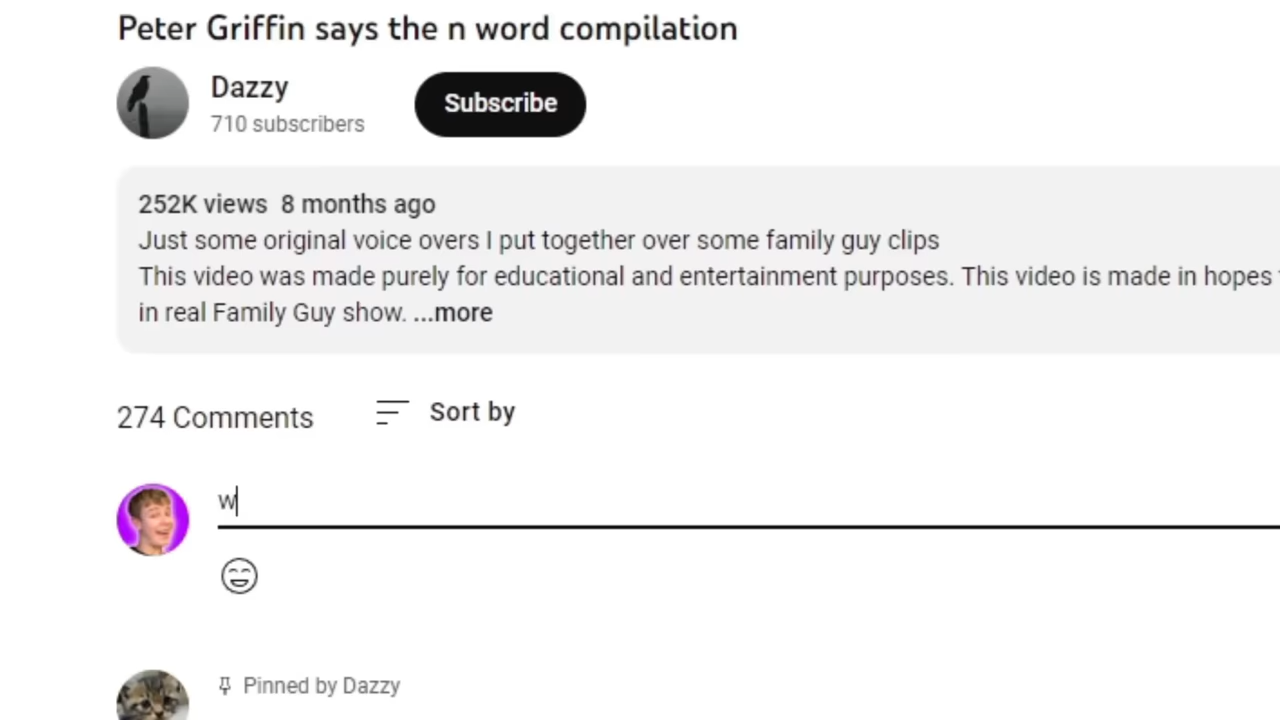 Peter Griffin says the n word compilation
Dazzy
710 subscribers
Subscribe
252K views 8 months ago
Just some original voice overs I put together over some family guy clips
This video was made purely for educational and entertainment purposes. This video is made in hopes
in real Family Guy show. ...more
274 Comments
Sort by
w
Pinned by Dazzy